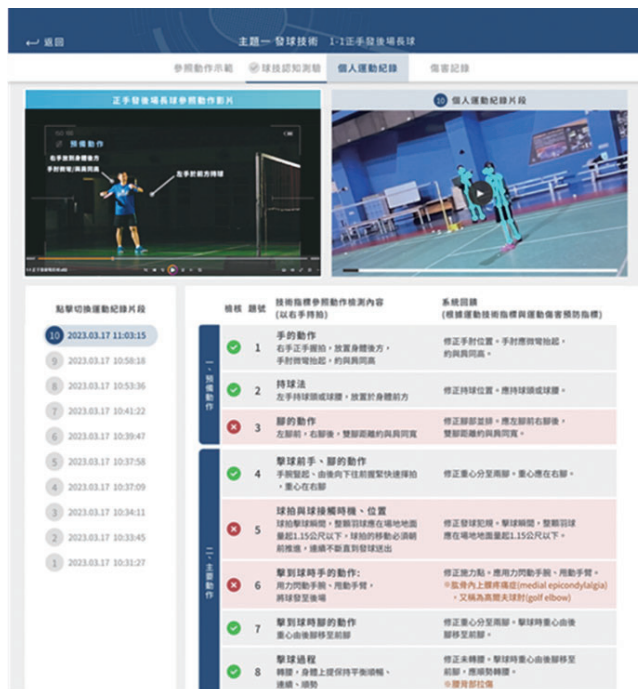 返回
主題一 發球技術 1-1正手發後場長球
參照動作示範
球技認知測驗
個人運動紀錄
傷害記錄
正手發後場長球參照動作影片
預備動作
右手放到身體後方
手肘微彎/與肩同高
左手於前方持球
10 個人運動紀錄片段
點擊切換運動紀錄片段
10 2023.03.17 11:03:15
9 2023.03.17 10:58:18
8 2023.03.17 10:53:36
7 2023.03.17 10:41:22
6 2023.03.17 10:39:47
5 2023.03.17 10:37:58
4 2023.03.17 10:37:09
3 2023.03.17 10:34:11
2 2023.03.17 10:33:45
1 2023.03.17 10:31:27
檢核 題號 技術指標參照動作檢測內容
(以右手持拍)
系統回饋
(根據運動技術指標與運動傷害預防指標)
一、預備動作
1 手的動作
右手正手握拍,放置身體後方,
手肘微彎抬起,約與肩同高
修正手肘位置。手肘應微彎抬起,
約與肩同高。
2 持球法
左手持球頭或球腰,放置於身體前方
修正持球位置。應持球頭或球腰。
3 腳的動作
左腳前,右腳後,雙腳距離約與肩同寬
修正腳部並排。應左腳前右腳後,
雙腳距離約與肩同寬。
二、主要動作
4 擊球前手、腳的動作
手腕豎起、由後向下往前握緊快速揮拍
,重心在右腳
修正重心分至兩腳。重心應在右腳。
5 球拍與球接觸時機、位置
球拍擊球瞬間,整顆羽球應在場地地面
量起1.15公尺以下,球拍的移動必須朝
前推進,連續不斷直到發球送出
修正發球犯規。擊球瞬間,整顆羽球
應在場地地面量起1.15公尺以下。
6 擊到球時手的動作:
用力閃動手腕、甩動手臂,
將球發至後場
修正施力點。應用力閃動手腕、甩動手臂。
※肱骨內上髁疼痛症(medial epicondylalgia)
,又稱為高爾夫球肘(golf elbow)
7 擊到球時腳的動作
重心由後腳移至前腳
修正重心分至兩腳。擊球時重心由後
腳移至前腳。
8 擊球過程
轉腰,身體上提保持平衡順暢、
連續、順勢
修正未轉腰。擊球時重心由後腳移至
前腳,應順勢轉腰。
※腰背部拉傷